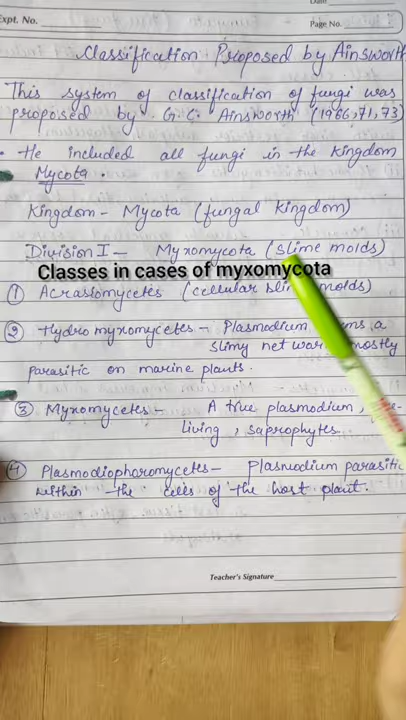 Date
Expt. No.
Page No.
Classification Proposed by Ainsworth
This system of classification of fungi was
proposed by G.C. Ainsworth (1966,71,73)
• He included all fungi in the kingdom
Mycota.
Kingdom - Mycota (fungal kingdom)
Division I - Myxomycota (slime molds)
Classes in cases of myxomycota
① Acrasiomycetes (cellular molds)
② Hydromyxomycetes - Plasmodium a
slimy net mostly
parasitic on marine plants.
③ Myxomycetes - A true plasmodium,
living, saprophytes.
④ Plasmodiophoromycetes - Plasmodium parasitic
within the cells of the host plant.
Teacher's Signature